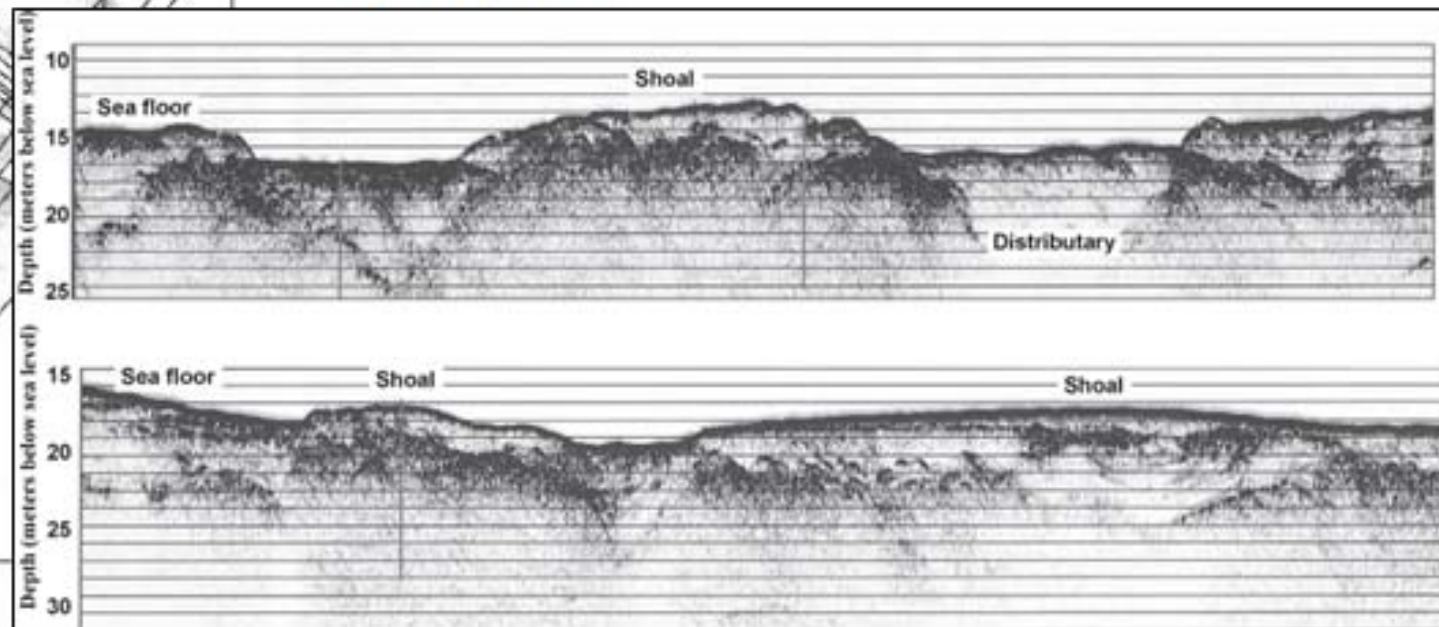 Depth (meters below sea level)
10
15
20
25
Sea floor
Shoal
Distributary
Depth (meters below sea level)
15
20
25
30
Sea floor
Shoal
Shoal